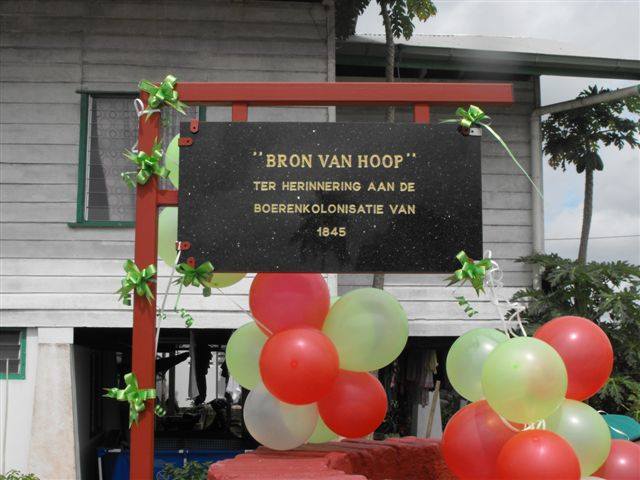 "BRON VAN HOOP"
TER HERINNERING AAN DE
BOERENKOLONISATIE VAN
1845